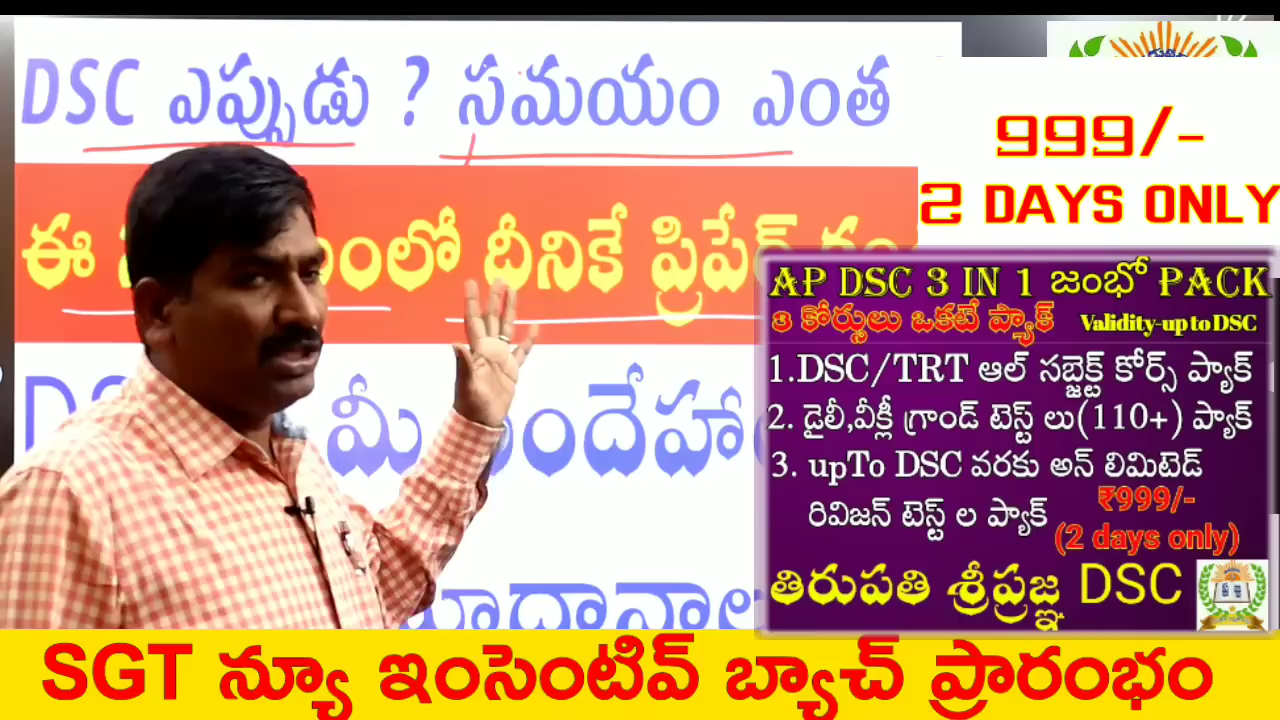 DSC ఎప్పుడు ? సమయం ఎంత
999/-
2 DAYS ONLY
ఈ దీనికే
AP DSC 3 IN 1 జంభో PACK
3 కోర్సులు ఒకటే ప్యాక్ Validity-up to DSC
1.DSC/TRT ఆల్ సబ్జెక్ట్ కోర్స్ ప్యాక్
2. డైలీ,వీక్లీ గ్రాండ్ టెస్ట్ లు(110+) ప్యాక్
3. upTo DSC వరకు అన్ లిమిటెడ్
రివిజన్ టెస్ట్ ల ప్యాక్ ₹999/-
(2 days only)
మీ
తిరుపతి శ్రీప్రజ్ఞ DSC
SGT న్యూ ఇంసెంటివ్ బ్యాచ్ ప్రారంభం